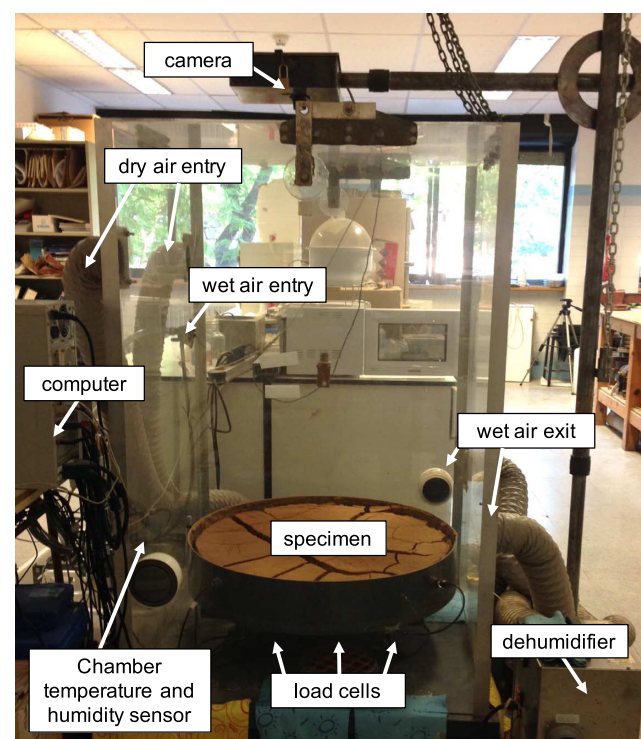 camera
dry air entry
wet air entry
computer
wet air exit
specimen
dehumidifier
Chamber
temperature and
humidity sensor
load cells